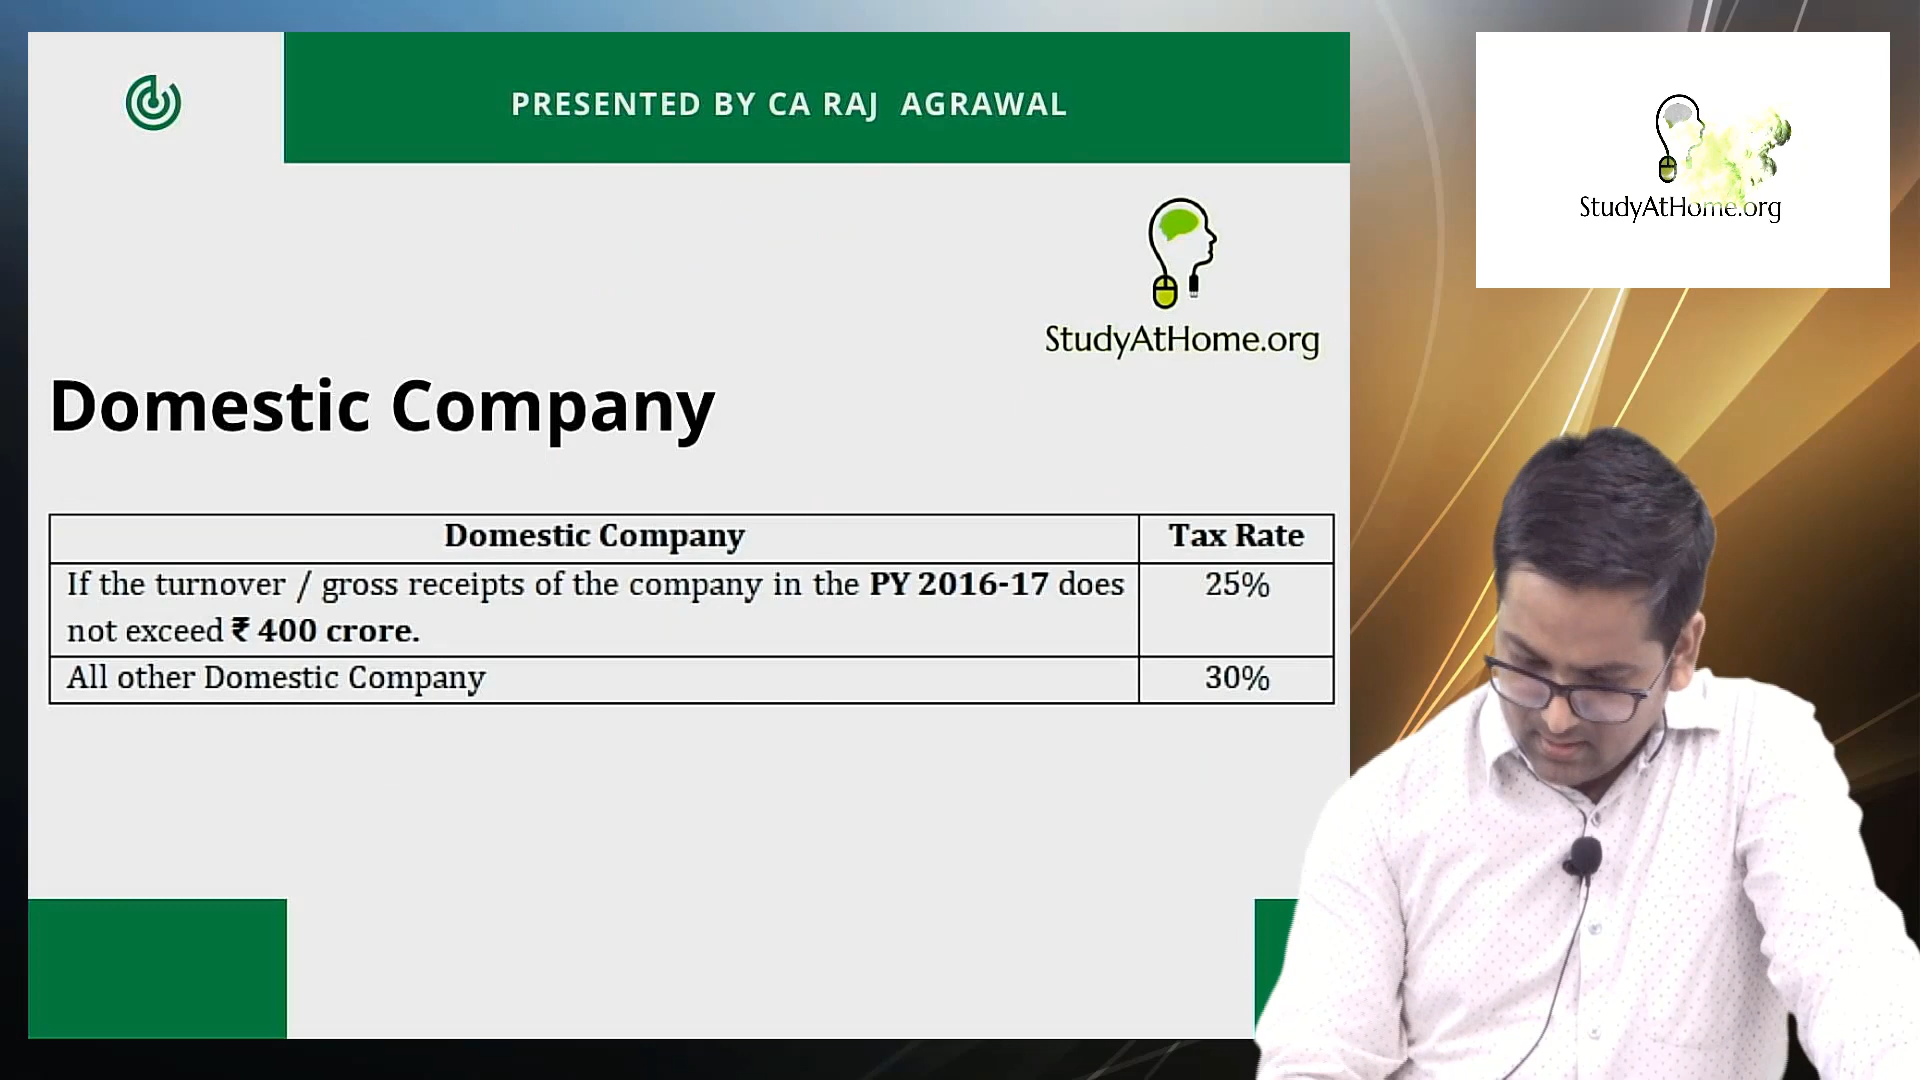 PRESENTED BY CA RAJ AGRAWAL
StudyAtHome.org
StudyAtHome.org
Domestic Company
Domestic Company Tax Rate
If the turnover / gross receipts of the company in the PY 2016-17 does 25%
not exceed ₹ 400 crore.
All other Domestic Company 30%